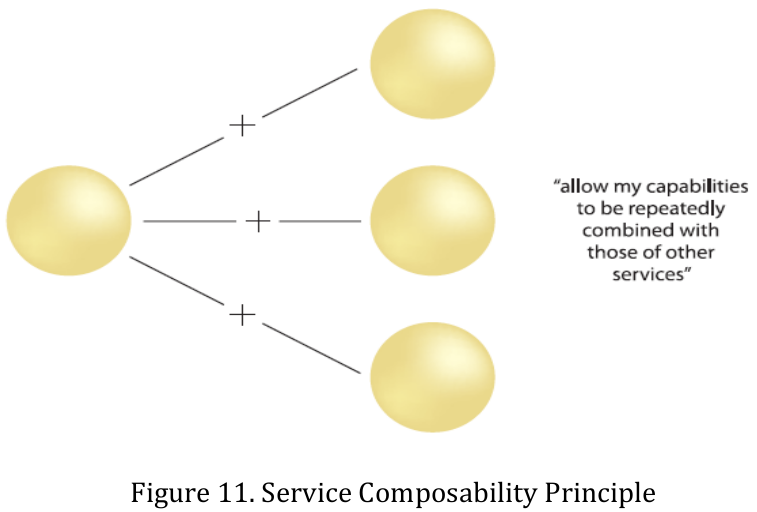 “allow my capabilities
to be repeatedly
combined with
those of other
services”
Figure 11. Service Composability Principle